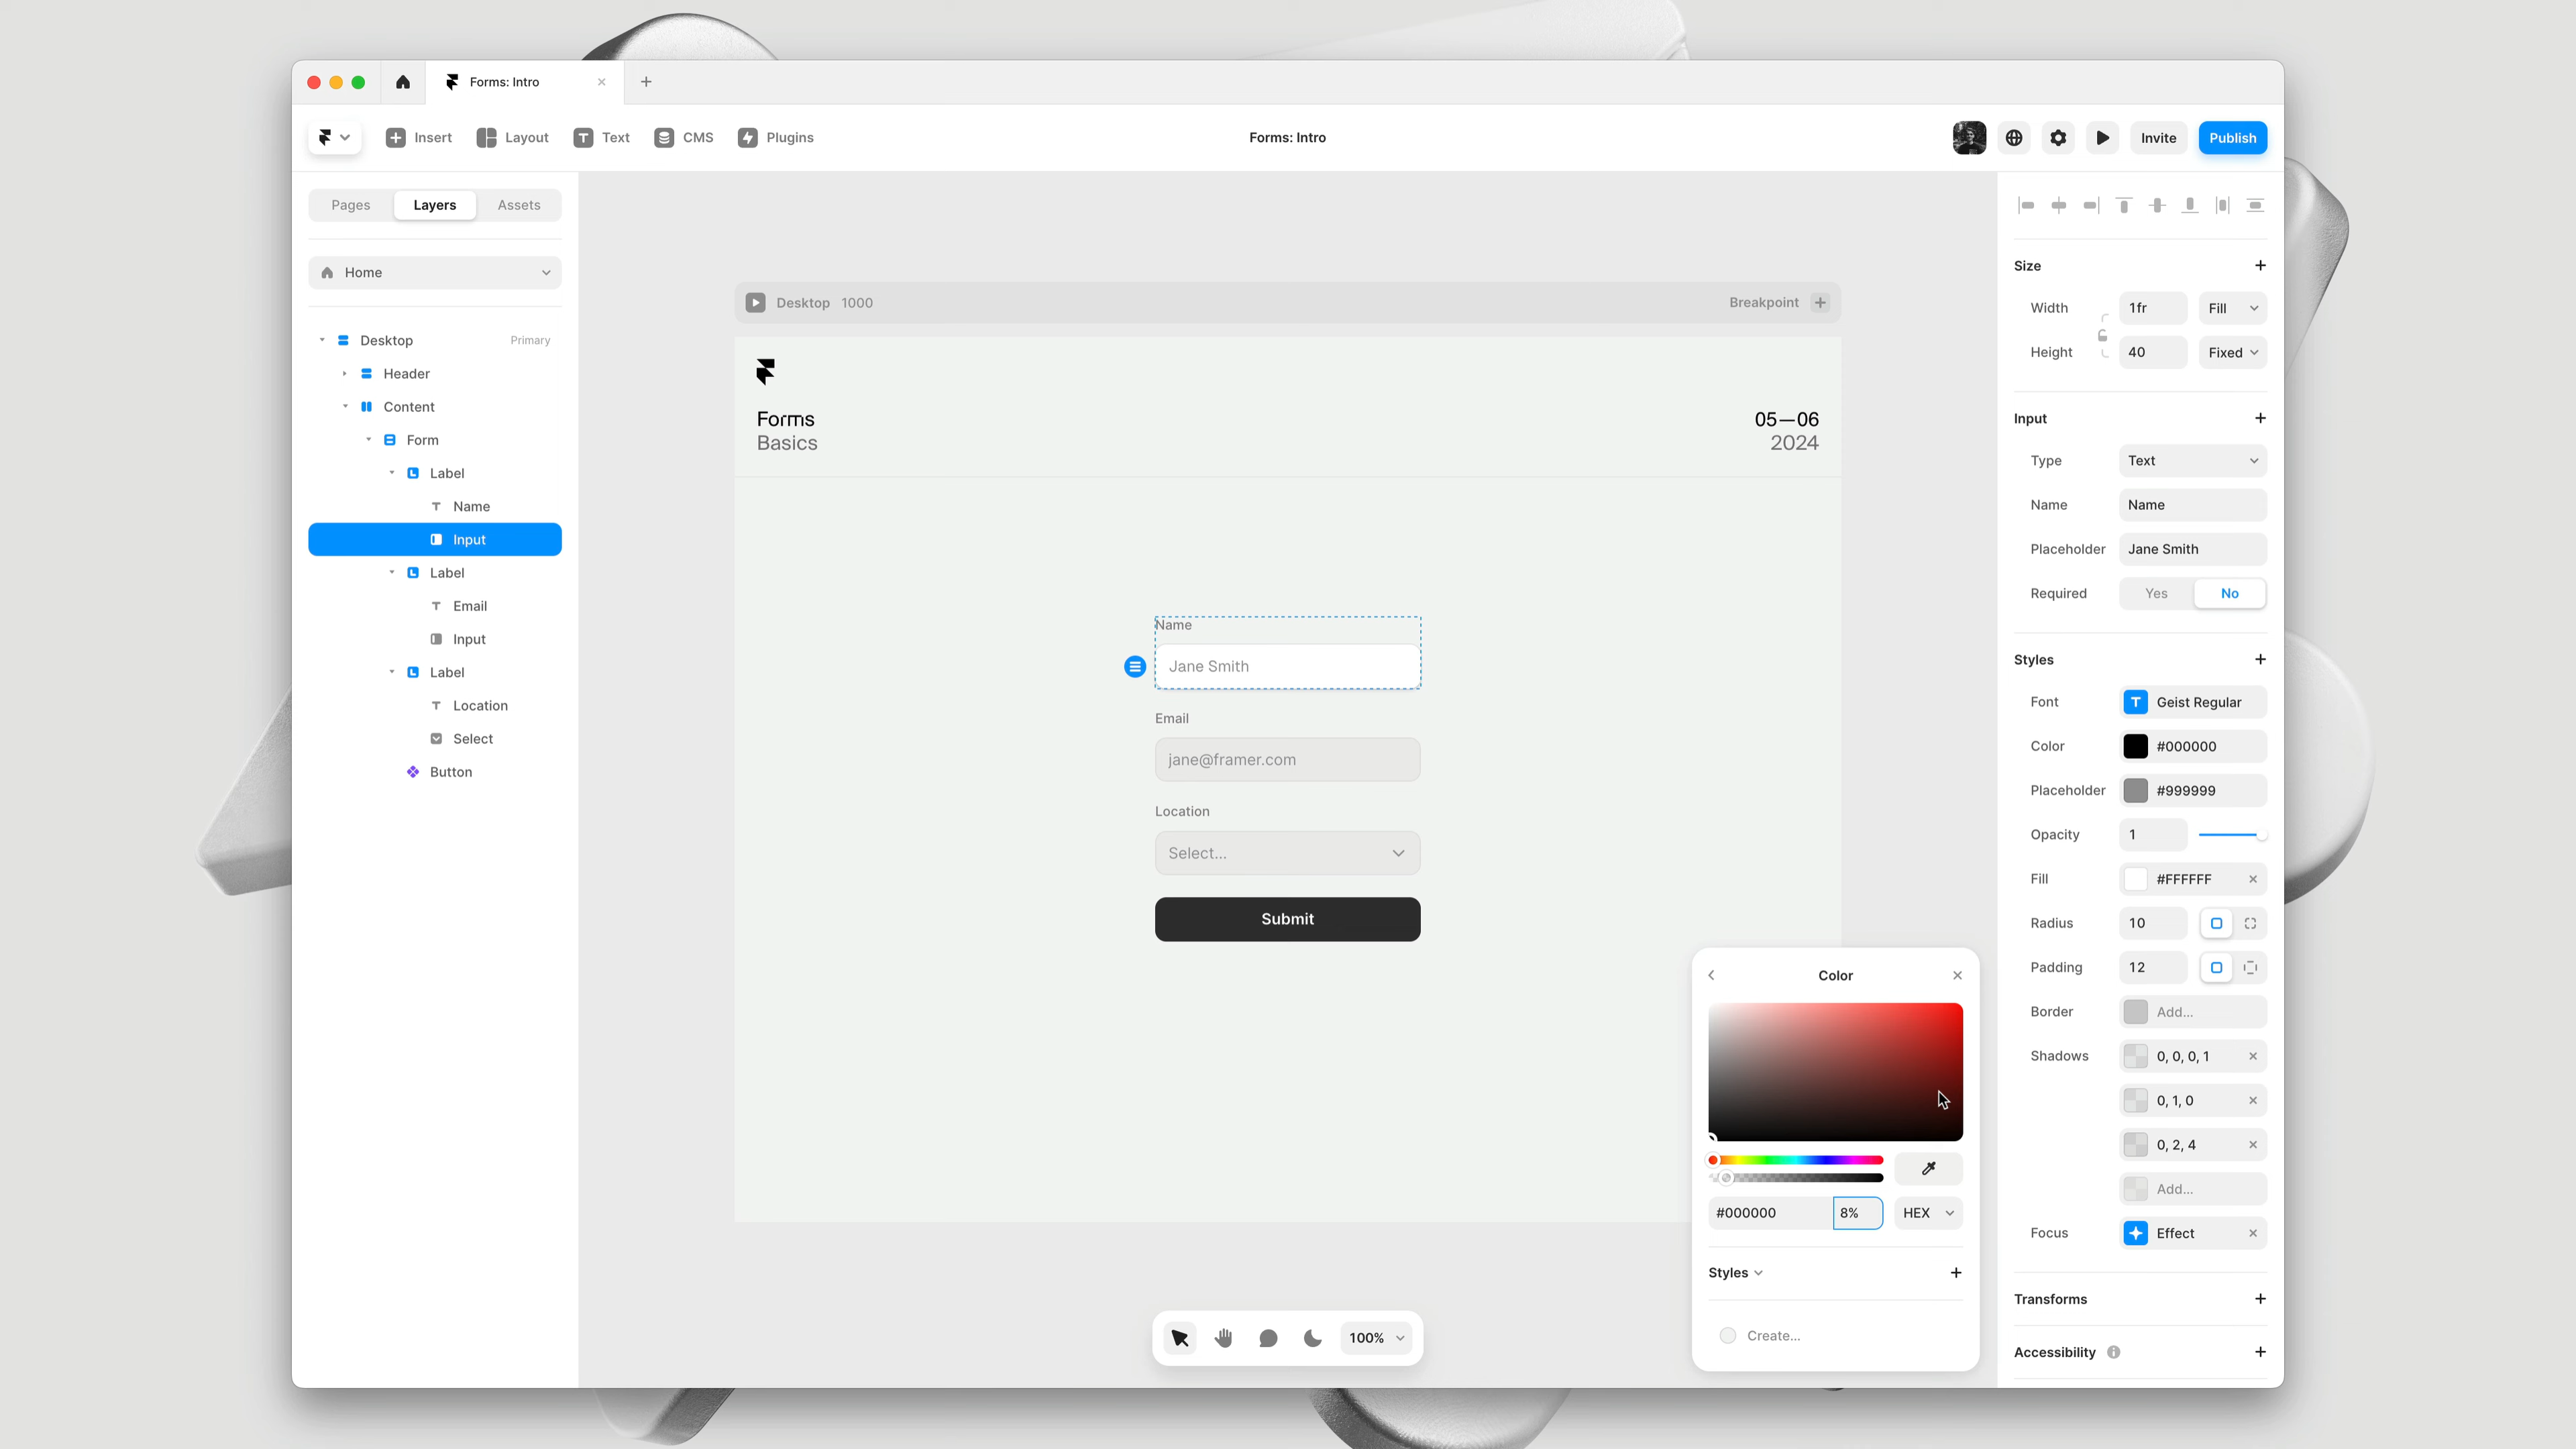 Forms: Intro
Insert
Layout
Text
CMS
Plugins
Forms: Intro
Invite
Publish
Pages
Layers
Assets
Home
Desktop
Primary
Header
Content
Form
Label
Name
Input
Label
Email
Input
Label
Location
Select
Button
Desktop 1000
Breakpoint
Forms
Basics
05—06
2024
Name
Jane Smith
Email
jane@framer.com
Location
Select...
Submit
100%
Color
#000000
8%
HEX
Styles
Create...
Size
Width
1fr
Fill
Height
40
Fixed
Input
Type
Text
Name
Name
Placeholder
Jane Smith
Required
Yes
No
Styles
Font
Geist Regular
Color
#000000
Placeholder
#999999
Opacity
1
Fill
#FFFFFF
Radius
10
Padding
12
Border
Add...
Shadows
0, 0, 0, 1
0, 1, 0
0, 2, 4
Add...
Focus
Effect
Transforms
Accessibility